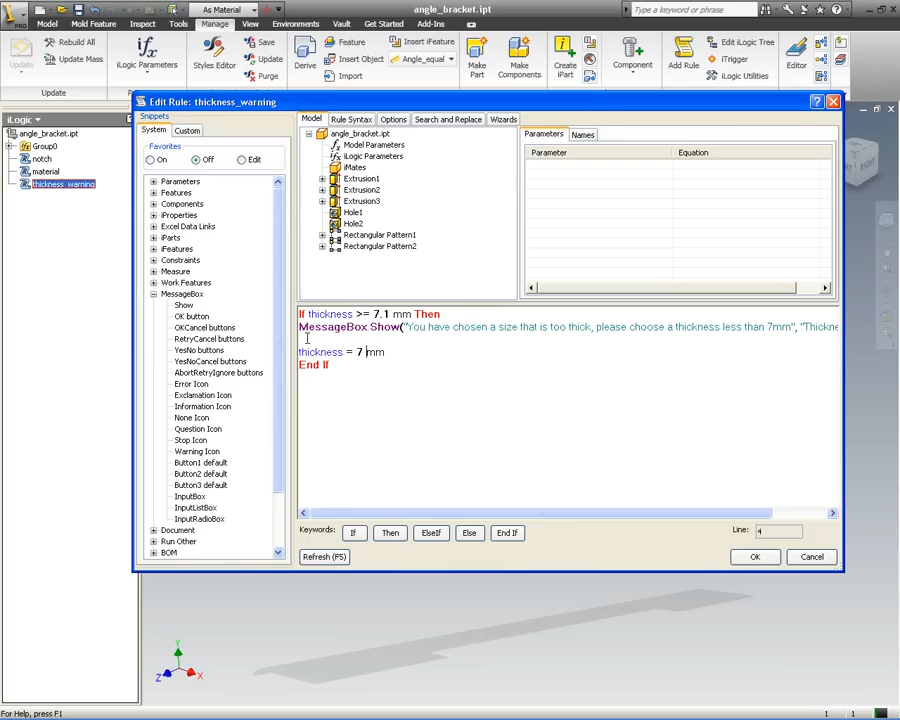 PRO
As Material
angle_bracket.ipt
Type a keyword or phrase
Model
Mold Feature
Inspect
Tools
Manage
View
Environments
Vault
Get Started
Add-Ins
Update
Rebuild All
Update Mass
iLogic Parameters
Styles Editor
Save
Update
Purge
Derive
Feature
Insert Object
Import
Insert iFeature
Angle_equal
Make Part
Make Components
Create iPart
Component
Add Rule
Edit iLogic Tree
iTrigger
iLogic Utilities
Editor
Update
iLogic
angle_bracket.ipt
Group0
notch
material
thickness_warning
Edit Rule: thickness_warning
Snippets
System
Custom
Favorites
On
Off
Edit
Parameters
Features
Components
iProperties
Excel Data Links
iParts
iFeatures
Constraints
Measure
Work Features
MessageBox
Show
OK button
OKCancel buttons
RetryCancel buttons
YesNo buttons
YesNoCancel buttons
AbortRetryIgnore buttons
Error Icon
Exclamation Icon
Information Icon
None Icon
Question Icon
Stop Icon
Warning Icon
Button1 default
Button2 default
Button3 default
InputBox
InputListBox
InputRadioBox
Document
Run Other
BOM
Model
Rule Syntax
Options
Search and Replace
Wizards
angle_bracket.ipt
Model Parameters
iLogic Parameters
iMates
Extrusion1
Extrusion2
Extrusion3
Hole1
Hole2
Rectangular Pattern1
Rectangular Pattern2
Parameters
Names
Parameter
Equation
If thickness >= 7.1 mm Then
MessageBox.Show("You have chosen a size that is too thick, please choose a thickness less than 7mm", "Thickne
thickness = 7 mm
End If
Keywords:
If
Then
ElseIf
Else
End If
Line:
4
Refresh (F5)
OK
Cancel
RIGHT
Y
Z
X
For Help, press F1
1
1